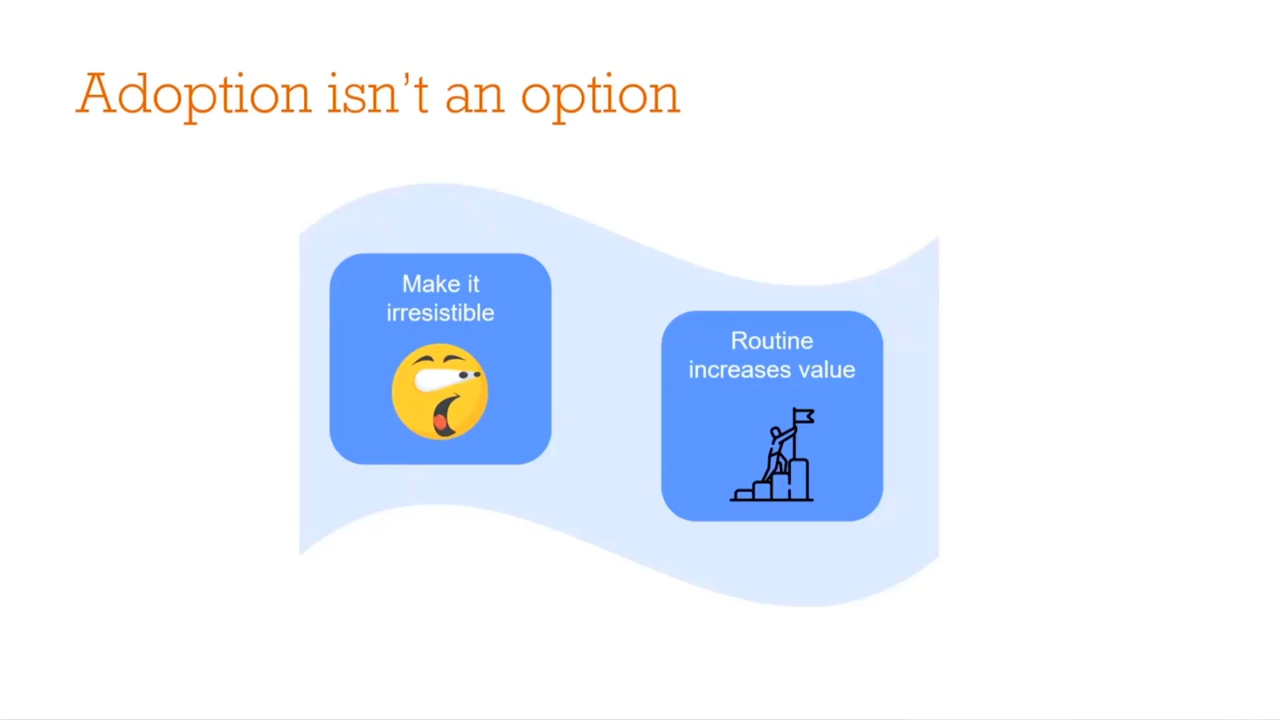 Adoption isn’t an option
Make it
irresistible
Routine
increases value